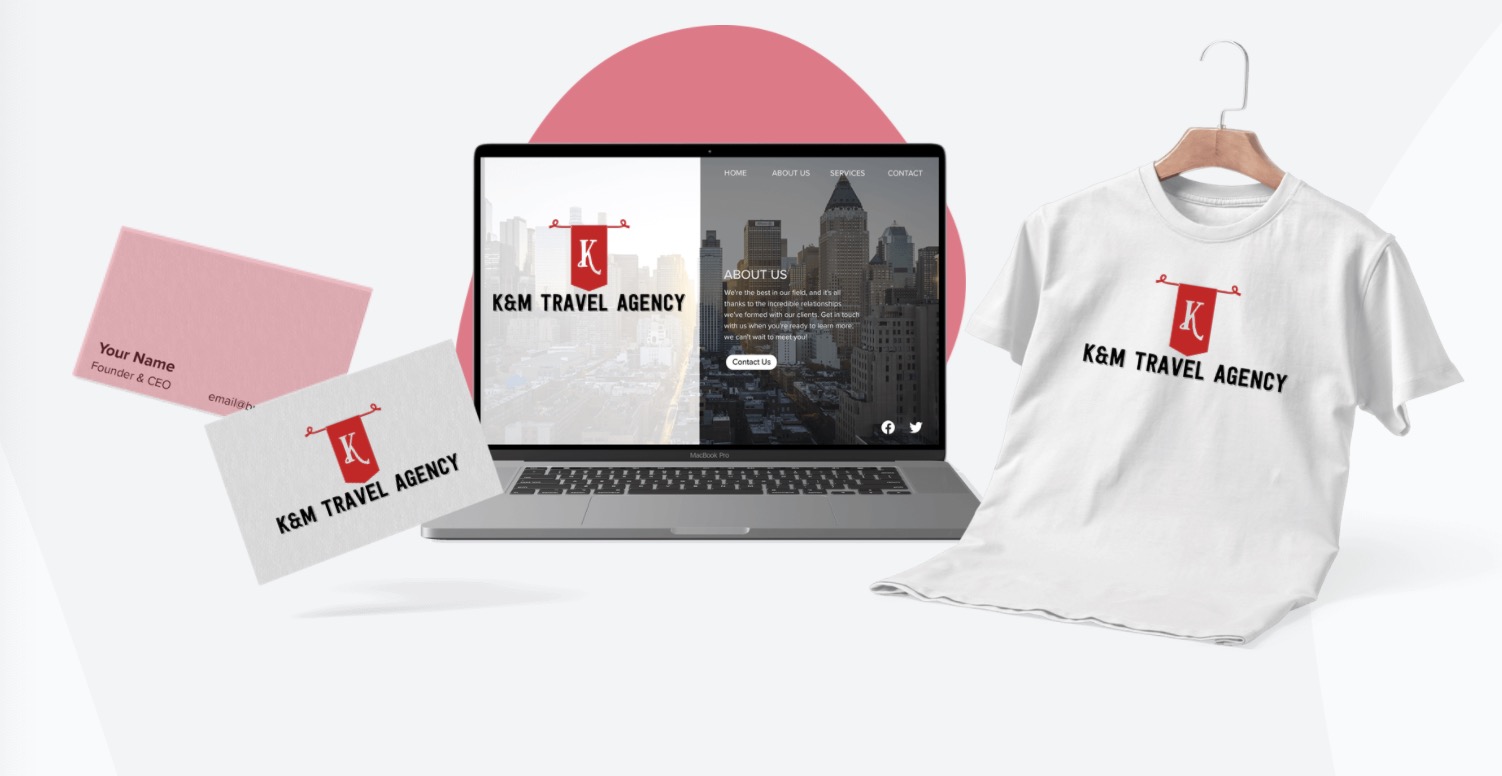 Your Name
Founder & CEO
email@b
K
K&M TRAVEL AGENCY
K
K&M TRAVEL AGENCY
HOME ABOUT US SERVICES CONTACT
ABOUT US
We're the best in our field, and it's all
thanks to the incredible relationships
we've formed with our clients. Get in touch
with us when you're ready to learn more;
we can't wait to meet you!
Contact Us
MacBook Pro
K
K&M TRAVEL AGENCY